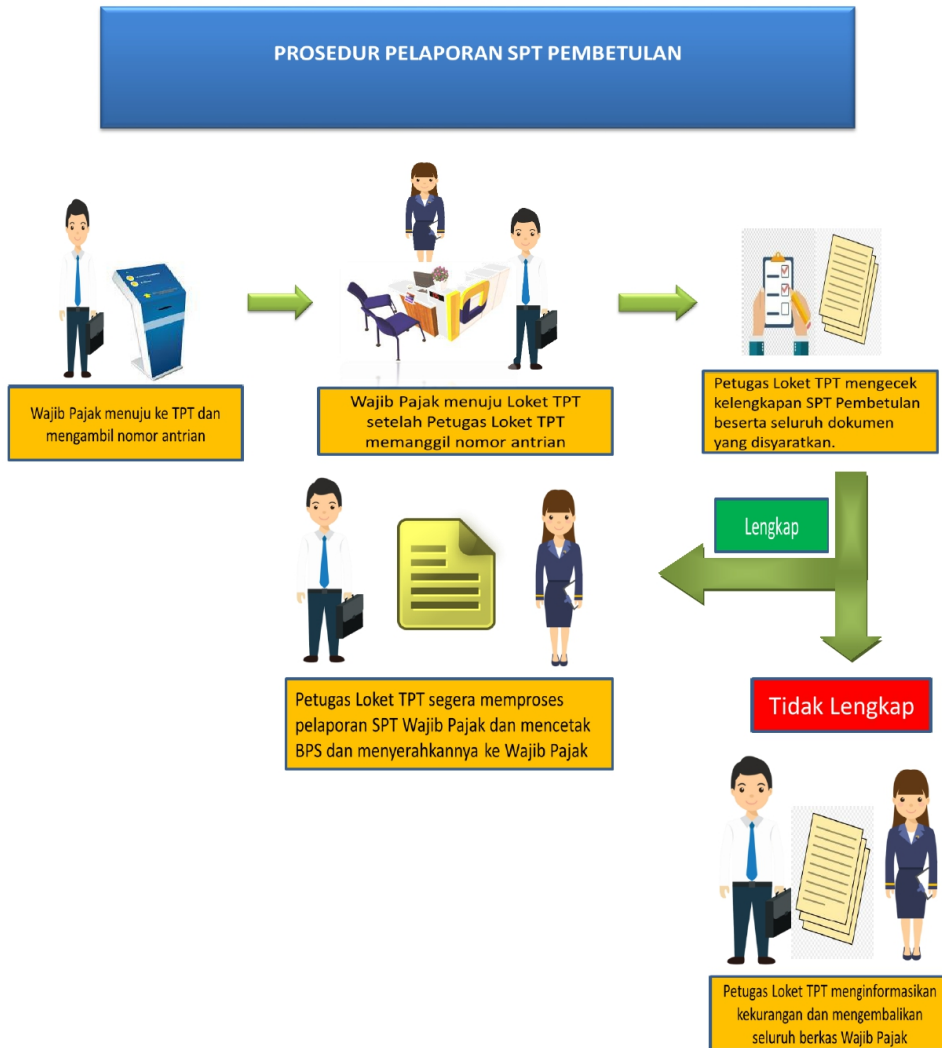 PROSEDUR PELAPORAN SPT PEMBETULAN
Wajib Pajak menuju ke TPT dan
mengambil nomor antrian
Wajib Pajak menuju Loket TPT
setelah Petugas Loket TPT
memanggil nomor antrian
Petugas Loket TPT mengecek
kelengkapan SPT Pembetulan
beserta seluruh dokumen
yang disyaratkan.
Lengkap
Petugas Loket TPT segera memproses
pelaporan SPT Wajib Pajak dan mencetak
BPS dan menyerahkannya ke Wajib Pajak
Tidak Lengkap
Petugas Loket TPT menginformasikan
kekurangan dan mengembalikan
seluruh berkas Wajib Pajak